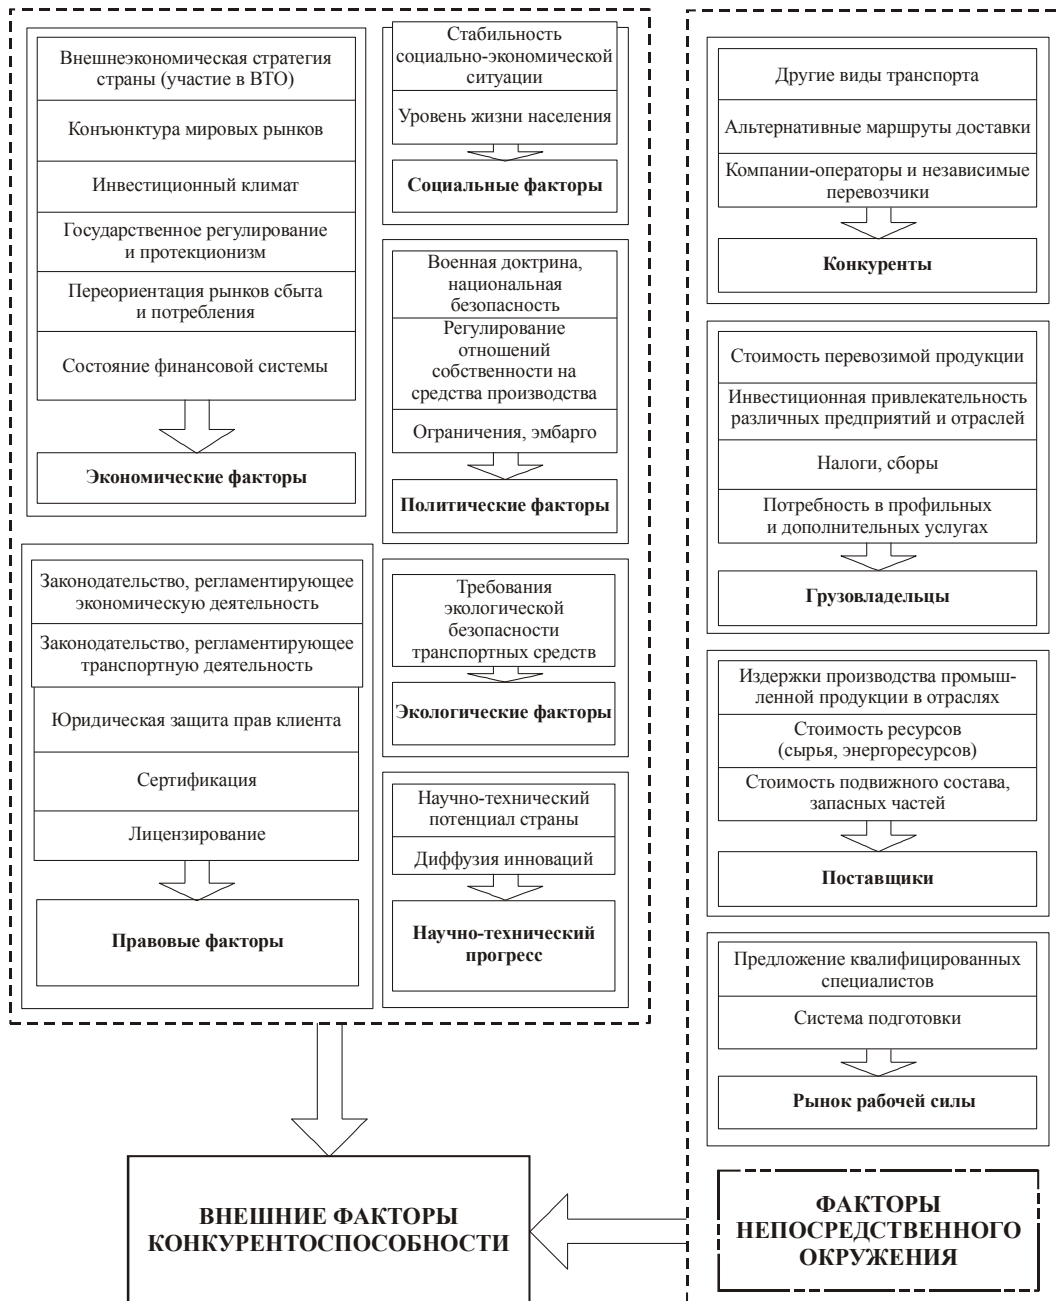 Внешнеэкономическая стратегия
страны (участие в ВТО)
Конъюнктура мировых рынков
Инвестиционный климат
Государственное регулирование
и протекционизм
Переориентация рынков сбыта
и потребления
Состояние финансовой системы
Экономические факторы
Законодательство, регламентирующее
экономическую деятельность
Законодательство, регламентирующее
транспортную деятельность
Юридическая защита прав клиента
Сертификация
Лицензирование
Правовые факторы
Стабильность
социально-экономической
ситуации
Уровень жизни населения
Социальные факторы
Военная доктрина,
национальная
безопасность
Регулирование
отношений
собственности на
средства производства
Ограничения, эмбарго
Политические факторы
Требования
экологической
безопасности
транспортных средств
Экологические факторы
Научно-технический
потенциал страны
Диффузия инноваций
Научно-технический
прогресс
Другие виды транспорта
Альтернативные маршруты доставки
Компании-операторы и независимые
перевозчики
Конкуренты
Стоимость перевозимой продукции
Инвестиционная привлекательность
различных предприятий и отраслей
Налоги, сборы
Потребность в профильных
и дополнительных услугах
Грузовладельцы
Издержки производства промыш-
ленной продукции в отраслях
Стоимость ресурсов
(сырья, энергоресурсов)
Стоимость подвижного состава,
запасных частей
Поставщики
Предложение квалифицированных
специалистов
Система подготовки
Рынок рабочей силы
ВНЕШНИЕ ФАКТОРЫ
КОНКУРЕНТОСПОСОБНОСТИ
ФАКТОРЫ
НЕПОСРЕДСТВЕННОГО
ОКРУЖЕНИЯ